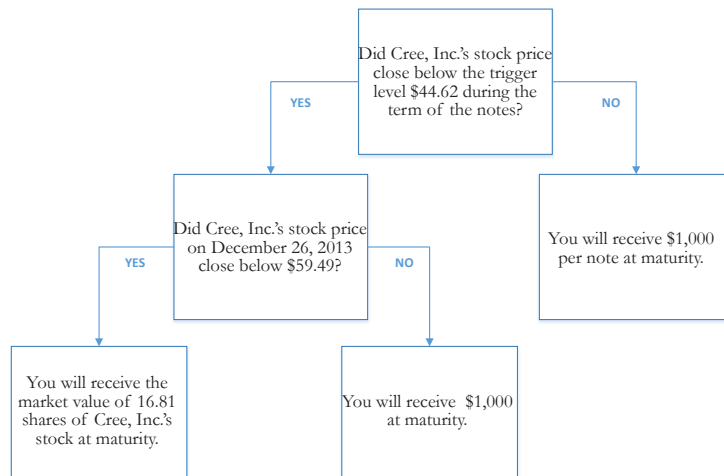 Did Cree, Inc.'s stock price
close below the trigger
level $44.62 during the
term of the notes?
YES
NO
Did Cree, Inc.'s stock price
on December 26, 2013
close below $59.49?
You will receive $1,000
per note at maturity.
YES
NO
You will receive the
market value of 16.81
shares of Cree, Inc.'s
stock at maturity.
You will receive  $1,000
at maturity.